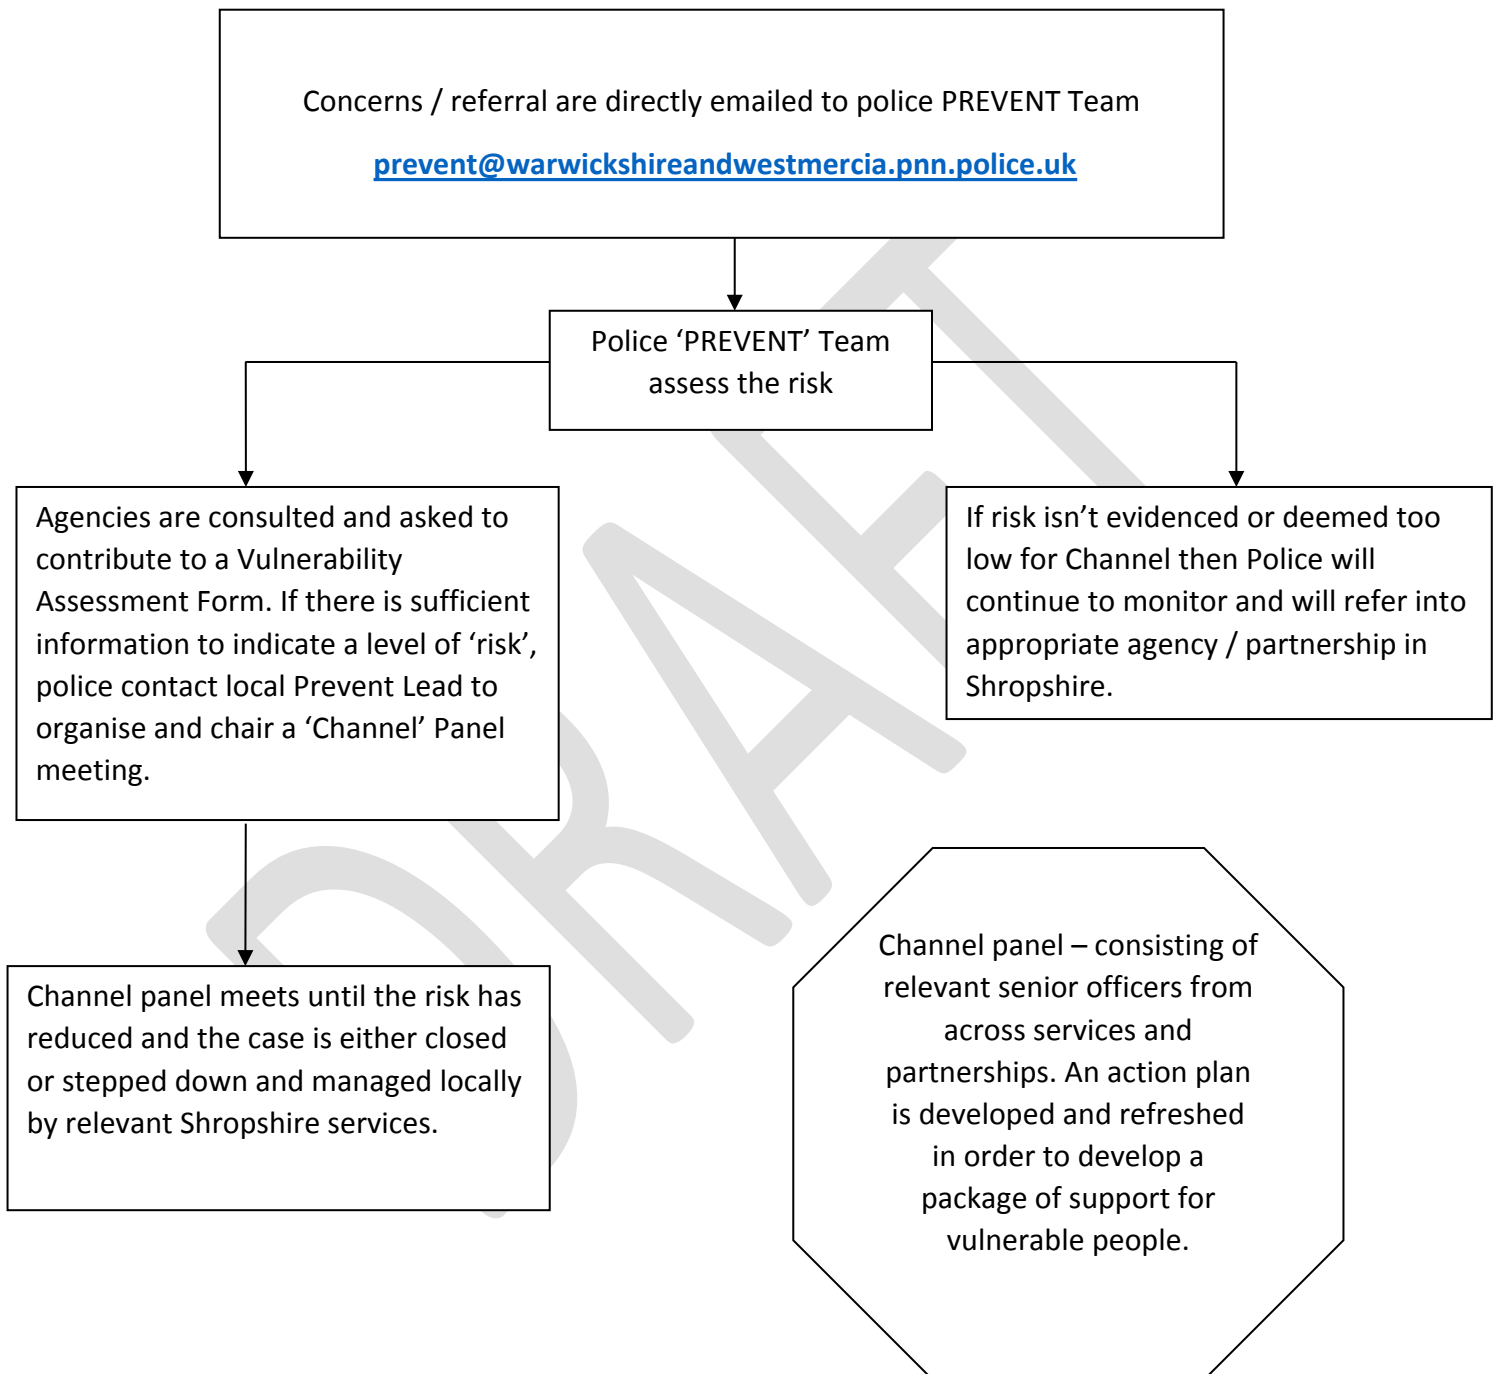 Concerns / referral are directly emailed to police PREVENT Team
prevent@warwickshireandwestmercia.pnn.police.uk
Police ‘PREVENT’ Team
assess the risk
Agencies are consulted and asked to
contribute to a Vulnerability
Assessment Form. If there is sufficient
information to indicate a level of ‘risk’,
police contact local Prevent Lead to
organise and chair a ‘Channel’ Panel
meeting.
If risk isn’t evidenced or deemed too
low for Channel then Police will
continue to monitor and will refer into
appropriate agency / partnership in
Shropshire.
Channel panel meets until the risk has
reduced and the case is either closed
or stepped down and managed locally
by relevant Shropshire services.
Channel panel – consisting of
relevant senior officers from
across services and
partnerships. An action plan
is developed and refreshed
in order to develop a
package of support for
vulnerable people.
DRAFT